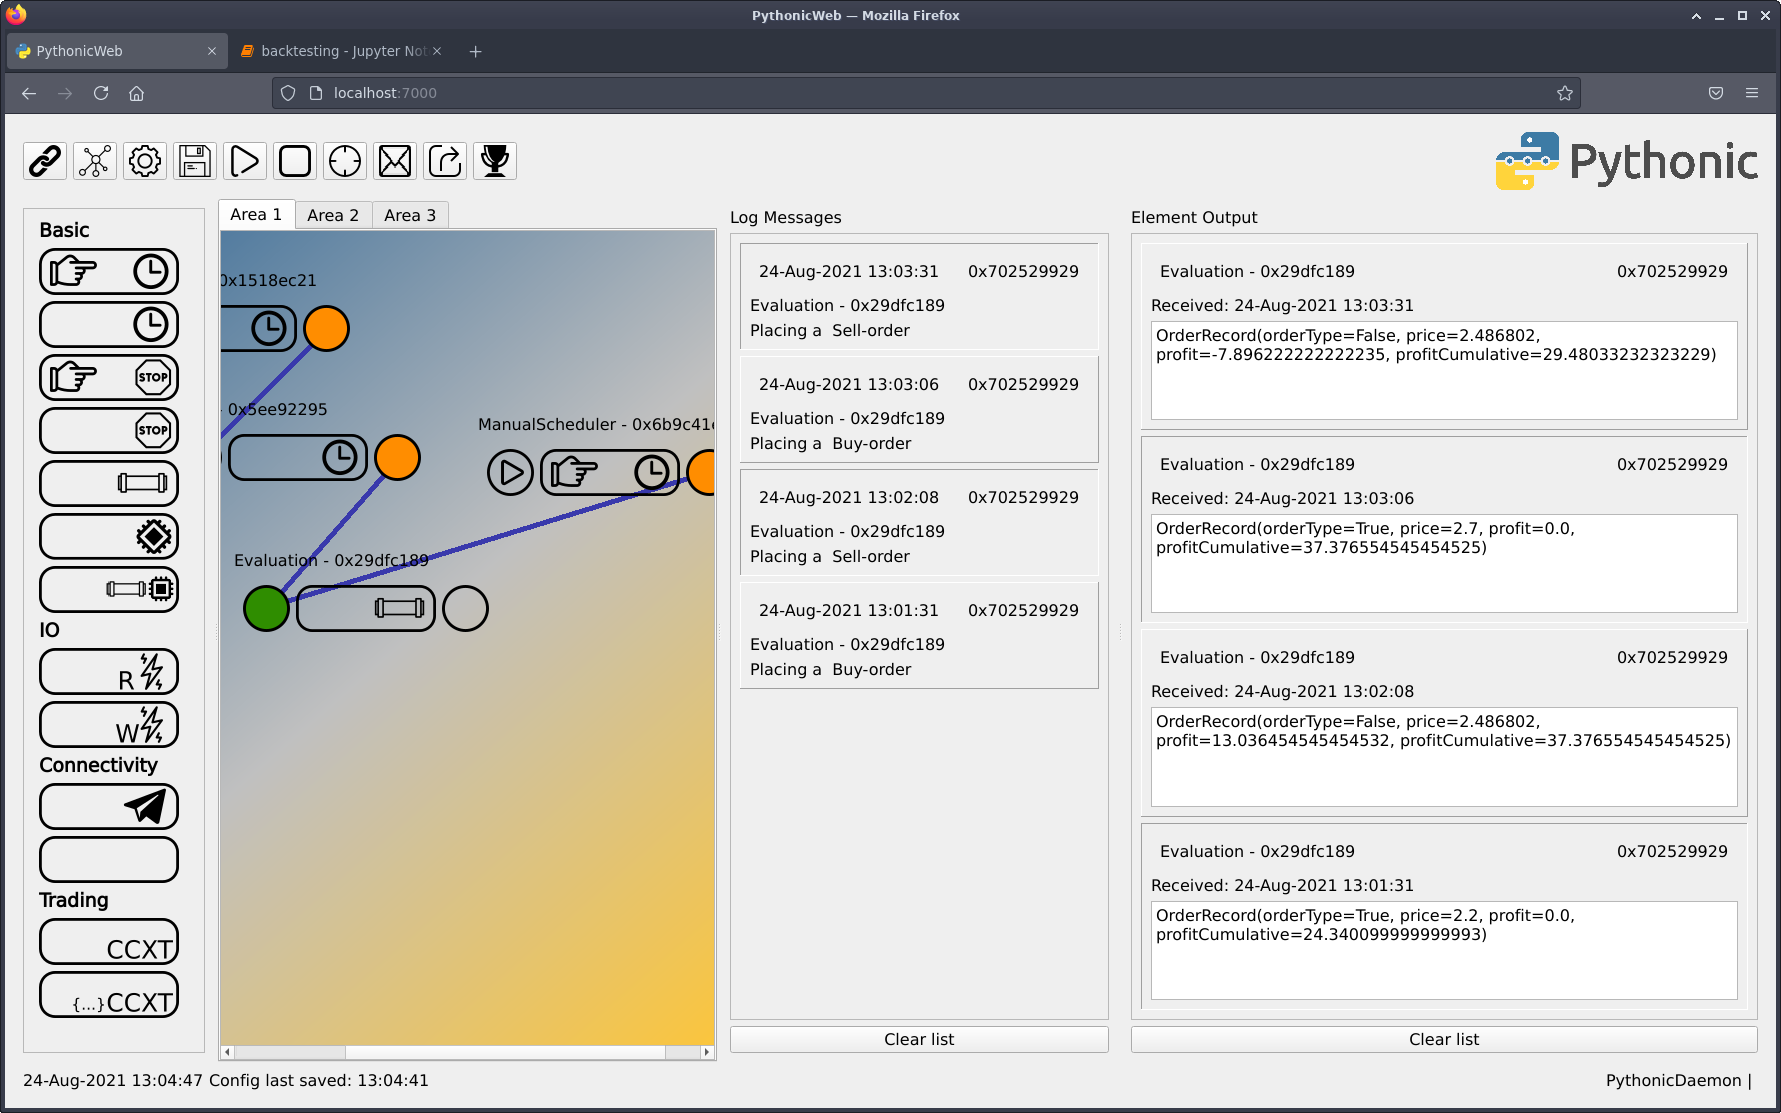 PythonicWeb — Mozilla Firefox
PythonicWeb
backtesting - Jupyter Not
localhost:7000
Pythonic
Basic
STOP
STOP
IO
R
W
Connectivity
Trading
CCXT
{...}CCXT
Area 1
Area 2
Area 3
0x1518ec21
- 0x5ee92295
ManualScheduler - 0x6b9c41
Evaluation - 0x29dfc189
Log Messages
24-Aug-2021 13:03:31 0x702529929
Evaluation - 0x29dfc189
Placing a Sell-order
24-Aug-2021 13:03:06 0x702529929
Evaluation - 0x29dfc189
Placing a Buy-order
24-Aug-2021 13:02:08 0x702529929
Evaluation - 0x29dfc189
Placing a Sell-order
24-Aug-2021 13:01:31 0x702529929
Evaluation - 0x29dfc189
Placing a Buy-order
Clear list
Element Output
Evaluation - 0x29dfc189 0x702529929
Received: 24-Aug-2021 13:03:31
OrderRecord(orderType=False, price=2.486802,
profit=-7.896222222222235, profitCumulative=29.48033232323229)
Evaluation - 0x29dfc189 0x702529929
Received: 24-Aug-2021 13:03:06
OrderRecord(orderType=True, price=2.7, profit=0.0,
profitCumulative=37.376554545454525)
Evaluation - 0x29dfc189 0x702529929
Received: 24-Aug-2021 13:02:08
OrderRecord(orderType=False, price=2.486802,
profit=13.036454545454532, profitCumulative=37.376554545454525)
Evaluation - 0x29dfc189 0x702529929
Received: 24-Aug-2021 13:01:31
OrderRecord(orderType=True, price=2.2, profit=0.0,
profitCumulative=24.340099999999993)
Clear list
24-Aug-2021 13:04:47 Config last saved: 13:04:41
PythonicDaemon |